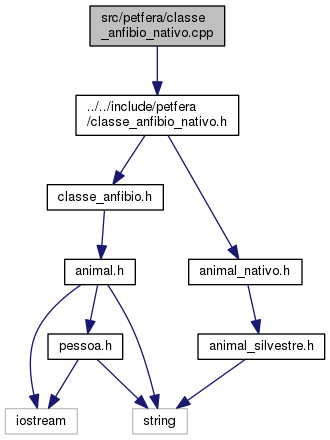 src/petfera/classe
_anfibio_nativo.cpp
../../include/petfera
/classe_anfibio_nativo.h
classe_anfibio.h
animal.h
animal_nativo.h
pessoa.h
animal_silvestre.h
iostream
string